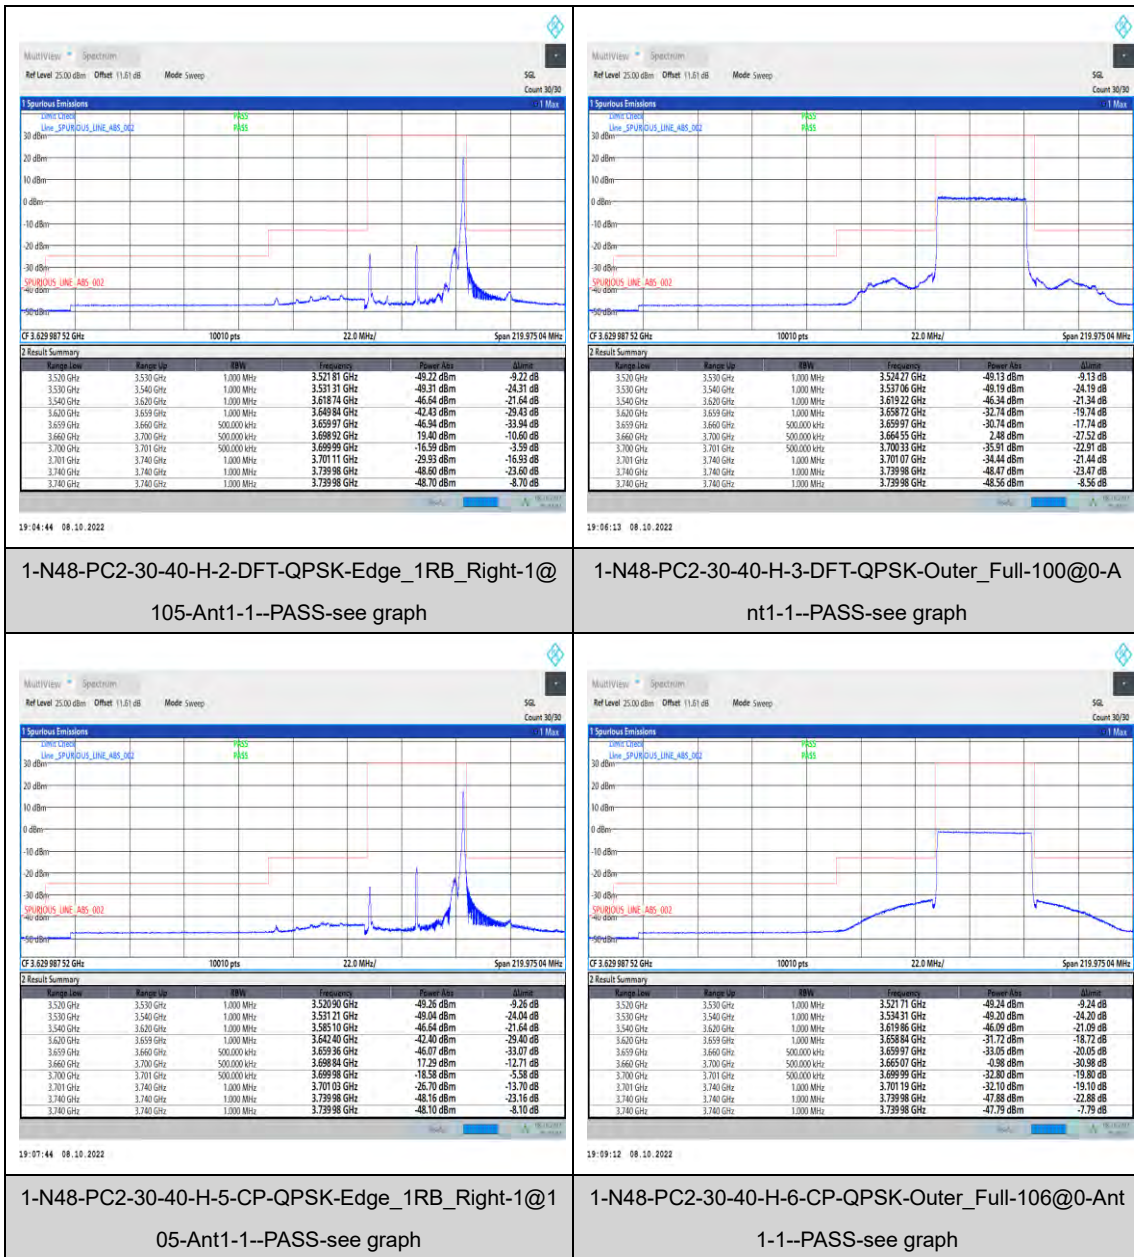 MultiView Spectrum
Ref Level 25.00 dBm Offset 11.61 dB Mode Sweep SGL
Count 30/30
1 Spurious Emissions 1 Max
Limit Check PASS
Line _SPURIOUS_LINE_ABS_002 PASS
30 dBm
20 dBm
10 dBm
0 dBm
-10 dBm
-20 dBm
-30 dBm
SPURIOUS_LINE_ABS_002
-40 dBm
-50 dBm
CF 3.629 987 52 GHz 10010 pts 22.0 MHz/ Span 219.975 04 MHz
2 Result Summary
Range Low Range Up RBW Frequency Power Abs ΔLimit
3.520 GHz 3.530 GHz 1.000 MHz 3.521 81 GHz -49.22 dBm -9.22 dB
3.530 GHz 3.540 GHz 1.000 MHz 3.531 31 GHz -49.31 dBm -24.31 dB
3.540 GHz 3.620 GHz 1.000 MHz 3.618 74 GHz -46.64 dBm -21.64 dB
3.620 GHz 3.659 GHz 1.000 MHz 3.649 84 GHz -42.43 dBm -29.43 dB
3.659 GHz 3.660 GHz 500.000 kHz 3.659 97 GHz -46.94 dBm -33.94 dB
3.660 GHz 3.700 GHz 500.000 kHz 3.698 92 GHz 19.40 dBm -10.60 dB
3.700 GHz 3.701 GHz 500.000 kHz 3.699 99 GHz -16.59 dBm -3.59 dB
3.701 GHz 3.740 GHz 1.000 MHz 3.701 11 GHz -29.93 dBm -16.93 dB
3.740 GHz 3.740 GHz 1.000 MHz 3.739 98 GHz -48.60 dBm -23.60 dB
3.740 GHz 3.740 GHz 1.000 MHz 3.739 98 GHz -48.70 dBm -8.70 dB
19:04:44 08.10.2022
1-N48-PC2-30-40-H-2-DFT-QPSK-Edge_1RB_Right-1@
105-Ant1-1--PASS-see graph
MultiView Spectrum
Ref Level 25.00 dBm Offset 11.61 dB Mode Sweep SGL
Count 30/30
1 Spurious Emissions 1 Max
Limit Check PASS
Line _SPURIOUS_LINE_ABS_002 PASS
30 dBm
20 dBm
10 dBm
0 dBm
-10 dBm
-20 dBm
-30 dBm
SPURIOUS_LINE_ABS_002
-40 dBm
-50 dBm
CF 3.629 987 52 GHz 10010 pts 22.0 MHz/ Span 219.975 04 MHz
2 Result Summary
Range Low Range Up RBW Frequency Power Abs ΔLimit
3.520 GHz 3.530 GHz 1.000 MHz 3.524 27 GHz -49.13 dBm -9.13 dB
3.530 GHz 3.540 GHz 1.000 MHz 3.537 06 GHz -49.19 dBm -24.19 dB
3.540 GHz 3.620 GHz 1.000 MHz 3.619 22 GHz -46.34 dBm -21.34 dB
3.620 GHz 3.659 GHz 1.000 MHz 3.658 72 GHz -32.74 dBm -19.74 dB
3.659 GHz 3.660 GHz 500.000 kHz 3.659 97 GHz -30.74 dBm -17.74 dB
3.660 GHz 3.700 GHz 500.000 kHz 3.664 55 GHz 2.48 dBm -27.52 dB
3.700 GHz 3.701 GHz 500.000 kHz 3.700 33 GHz -35.91 dBm -22.91 dB
3.701 GHz 3.740 GHz 1.000 MHz 3.701 07 GHz -34.44 dBm -21.44 dB
3.740 GHz 3.740 GHz 1.000 MHz 3.739 98 GHz -48.47 dBm -23.47 dB
3.740 GHz 3.740 GHz 1.000 MHz 3.739 98 GHz -48.56 dBm -8.56 dB
19:06:13 08.10.2022
1-N48-PC2-30-40-H-3-DFT-QPSK-Outer_Full-100@0-A
nt1-1--PASS-see graph
MultiView Spectrum
Ref Level 25.00 dBm Offset 11.61 dB Mode Sweep SGL
Count 30/30
1 Spurious Emissions 1 Max
Limit Check PASS
Line _SPURIOUS_LINE_ABS_002 PASS
30 dBm
20 dBm
10 dBm
0 dBm
-10 dBm
-20 dBm
-30 dBm
SPURIOUS_LINE_ABS_002
-40 dBm
-50 dBm
CF 3.629 987 52 GHz 10010 pts 22.0 MHz/ Span 219.975 04 MHz
2 Result Summary
Range Low Range Up RBW Frequency Power Abs ΔLimit
3.520 GHz 3.530 GHz 1.000 MHz 3.520 90 GHz -49.26 dBm -9.26 dB
3.530 GHz 3.540 GHz 1.000 MHz 3.531 21 GHz -49.04 dBm -24.04 dB
3.540 GHz 3.620 GHz 1.000 MHz 3.585 10 GHz -46.64 dBm -21.64 dB
3.620 GHz 3.659 GHz 1.000 MHz 3.642 40 GHz -42.40 dBm -29.40 dB
3.659 GHz 3.660 GHz 500.000 kHz 3.659 36 GHz -46.07 dBm -33.07 dB
3.660 GHz 3.700 GHz 500.000 kHz 3.698 84 GHz 17.29 dBm -12.71 dB
3.700 GHz 3.701 GHz 500.000 kHz 3.699 98 GHz -18.58 dBm -5.58 dB
3.701 GHz 3.740 GHz 1.000 MHz 3.701 03 GHz -26.70 dBm -13.70 dB
3.740 GHz 3.740 GHz 1.000 MHz 3.739 98 GHz -48.16 dBm -23.16 dB
3.740 GHz 3.740 GHz 1.000 MHz 3.739 98 GHz -48.10 dBm -8.10 dB
19:07:44 08.10.2022
1-N48-PC2-30-40-H-5-CP-QPSK-Edge_1RB_Right-1@1
05-Ant1-1--PASS-see graph
MultiView Spectrum
Ref Level 25.00 dBm Offset 11.61 dB Mode Sweep SGL
Count 30/30
1 Spurious Emissions 1 Max
Limit Check PASS
Line _SPURIOUS_LINE_ABS_002 PASS
30 dBm
20 dBm
10 dBm
0 dBm
-10 dBm
-20 dBm
-30 dBm
SPURIOUS_LINE_ABS_002
-40 dBm
-50 dBm
CF 3.629 987 52 GHz 10010 pts 22.0 MHz/ Span 219.975 04 MHz
2 Result Summary
Range Low Range Up RBW Frequency Power Abs ΔLimit
3.520 GHz 3.530 GHz 1.000 MHz 3.521 71 GHz -49.24 dBm -9.24 dB
3.530 GHz 3.540 GHz 1.000 MHz 3.534 31 GHz -49.20 dBm -24.20 dB
3.540 GHz 3.620 GHz 1.000 MHz 3.619 86 GHz -46.09 dBm -21.09 dB
3.620 GHz 3.659 GHz 1.000 MHz 3.658 84 GHz -31.72 dBm -18.72 dB
3.659 GHz 3.660 GHz 500.000 kHz 3.659 97 GHz -33.05 dBm -20.05 dB
3.660 GHz 3.700 GHz 500.000 kHz 3.665 07 GHz -0.98 dBm -30.98 dB
3.700 GHz 3.701 GHz 500.000 kHz 3.699 99 GHz -32.80 dBm -19.80 dB
3.701 GHz 3.740 GHz 1.000 MHz 3.701 19 GHz -32.10 dBm -19.10 dB
3.740 GHz 3.740 GHz 1.000 MHz 3.739 98 GHz -47.88 dBm -22.88 dB
3.740 GHz 3.740 GHz 1.000 MHz 3.739 98 GHz -47.79 dBm -7.79 dB
19:09:12 08.10.2022
1-N48-PC2-30-40-H-6-CP-QPSK-Outer_Full-106@0-Ant
1-1--PASS-see graph